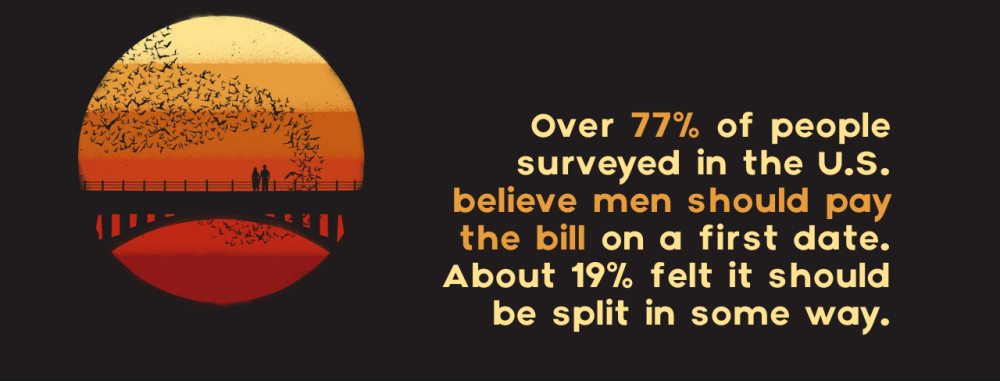 Over 77% of people
surveyed in the U.S.
believe men should pay
the bill on a first date.
About 19% felt it should
be split in some way.